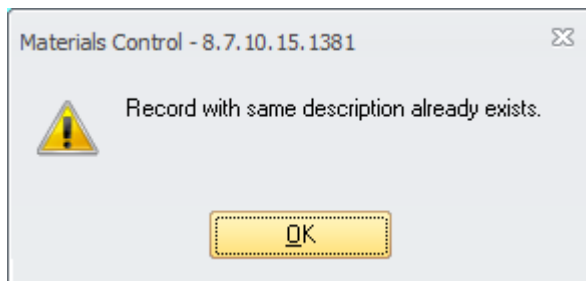 Materials Control - 8.7.10.15.1381
Record with same description already exists.
OK